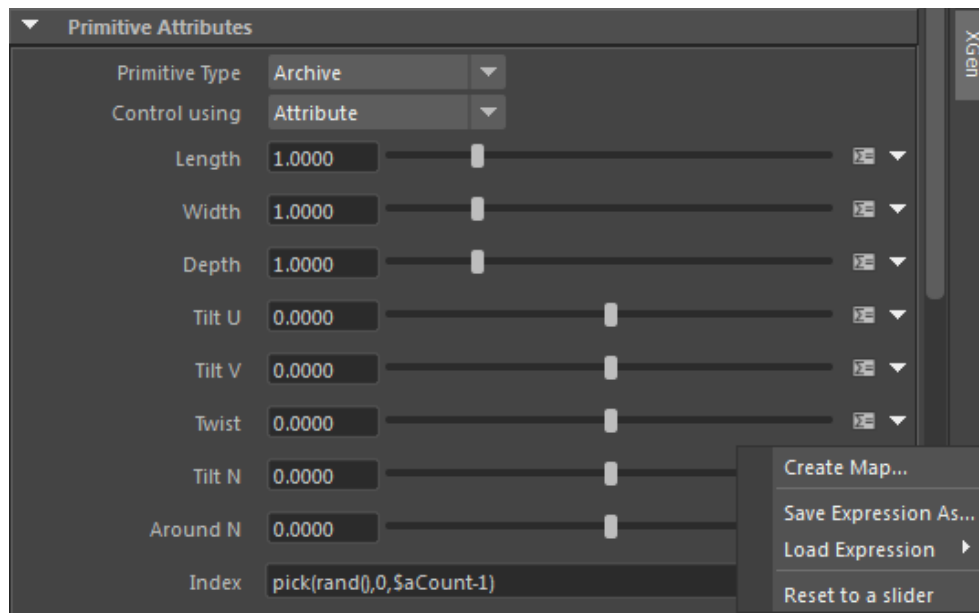 Primitive Attributes
XGen
Primitive Type Archive
Control using Attribute
Length 1.0000
Width 1.0000
Depth 1.0000
Tilt U 0.0000
Tilt V 0.0000
Twist 0.0000
Tilt N 0.0000
Create Map...
Save Expression As...
Around N 0.0000
Load Expression
Index pick(rand(),0,$aCount-1)
Reset to a slider